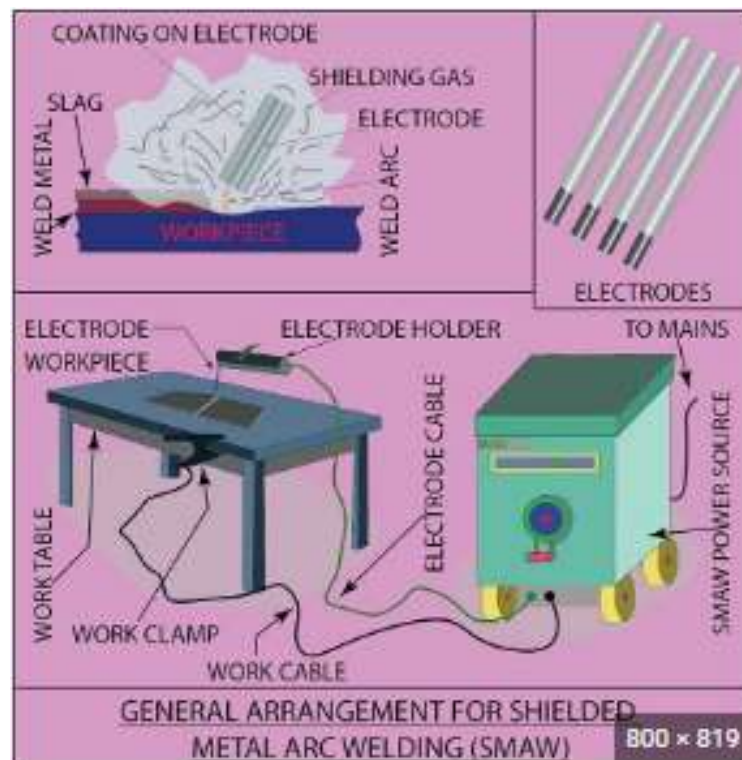 COATING ON ELECTRODE
SHIELDING GAS
SLAG
ELECTRODE
WELD METAL
WELD ARC
WORKPIECE
ELECTRODES
ELECTRODE
ELECTRODE HOLDER
TO MAINS
WORKPIECE
ELECTRODE CABLE
SMAW POWER SOURCE
WORK TABLE
WORK CLAMP
WORK CABLE
GENERAL ARRANGEMENT FOR SHIELDED
METAL ARC WELDING (SMAW)
800 × 819